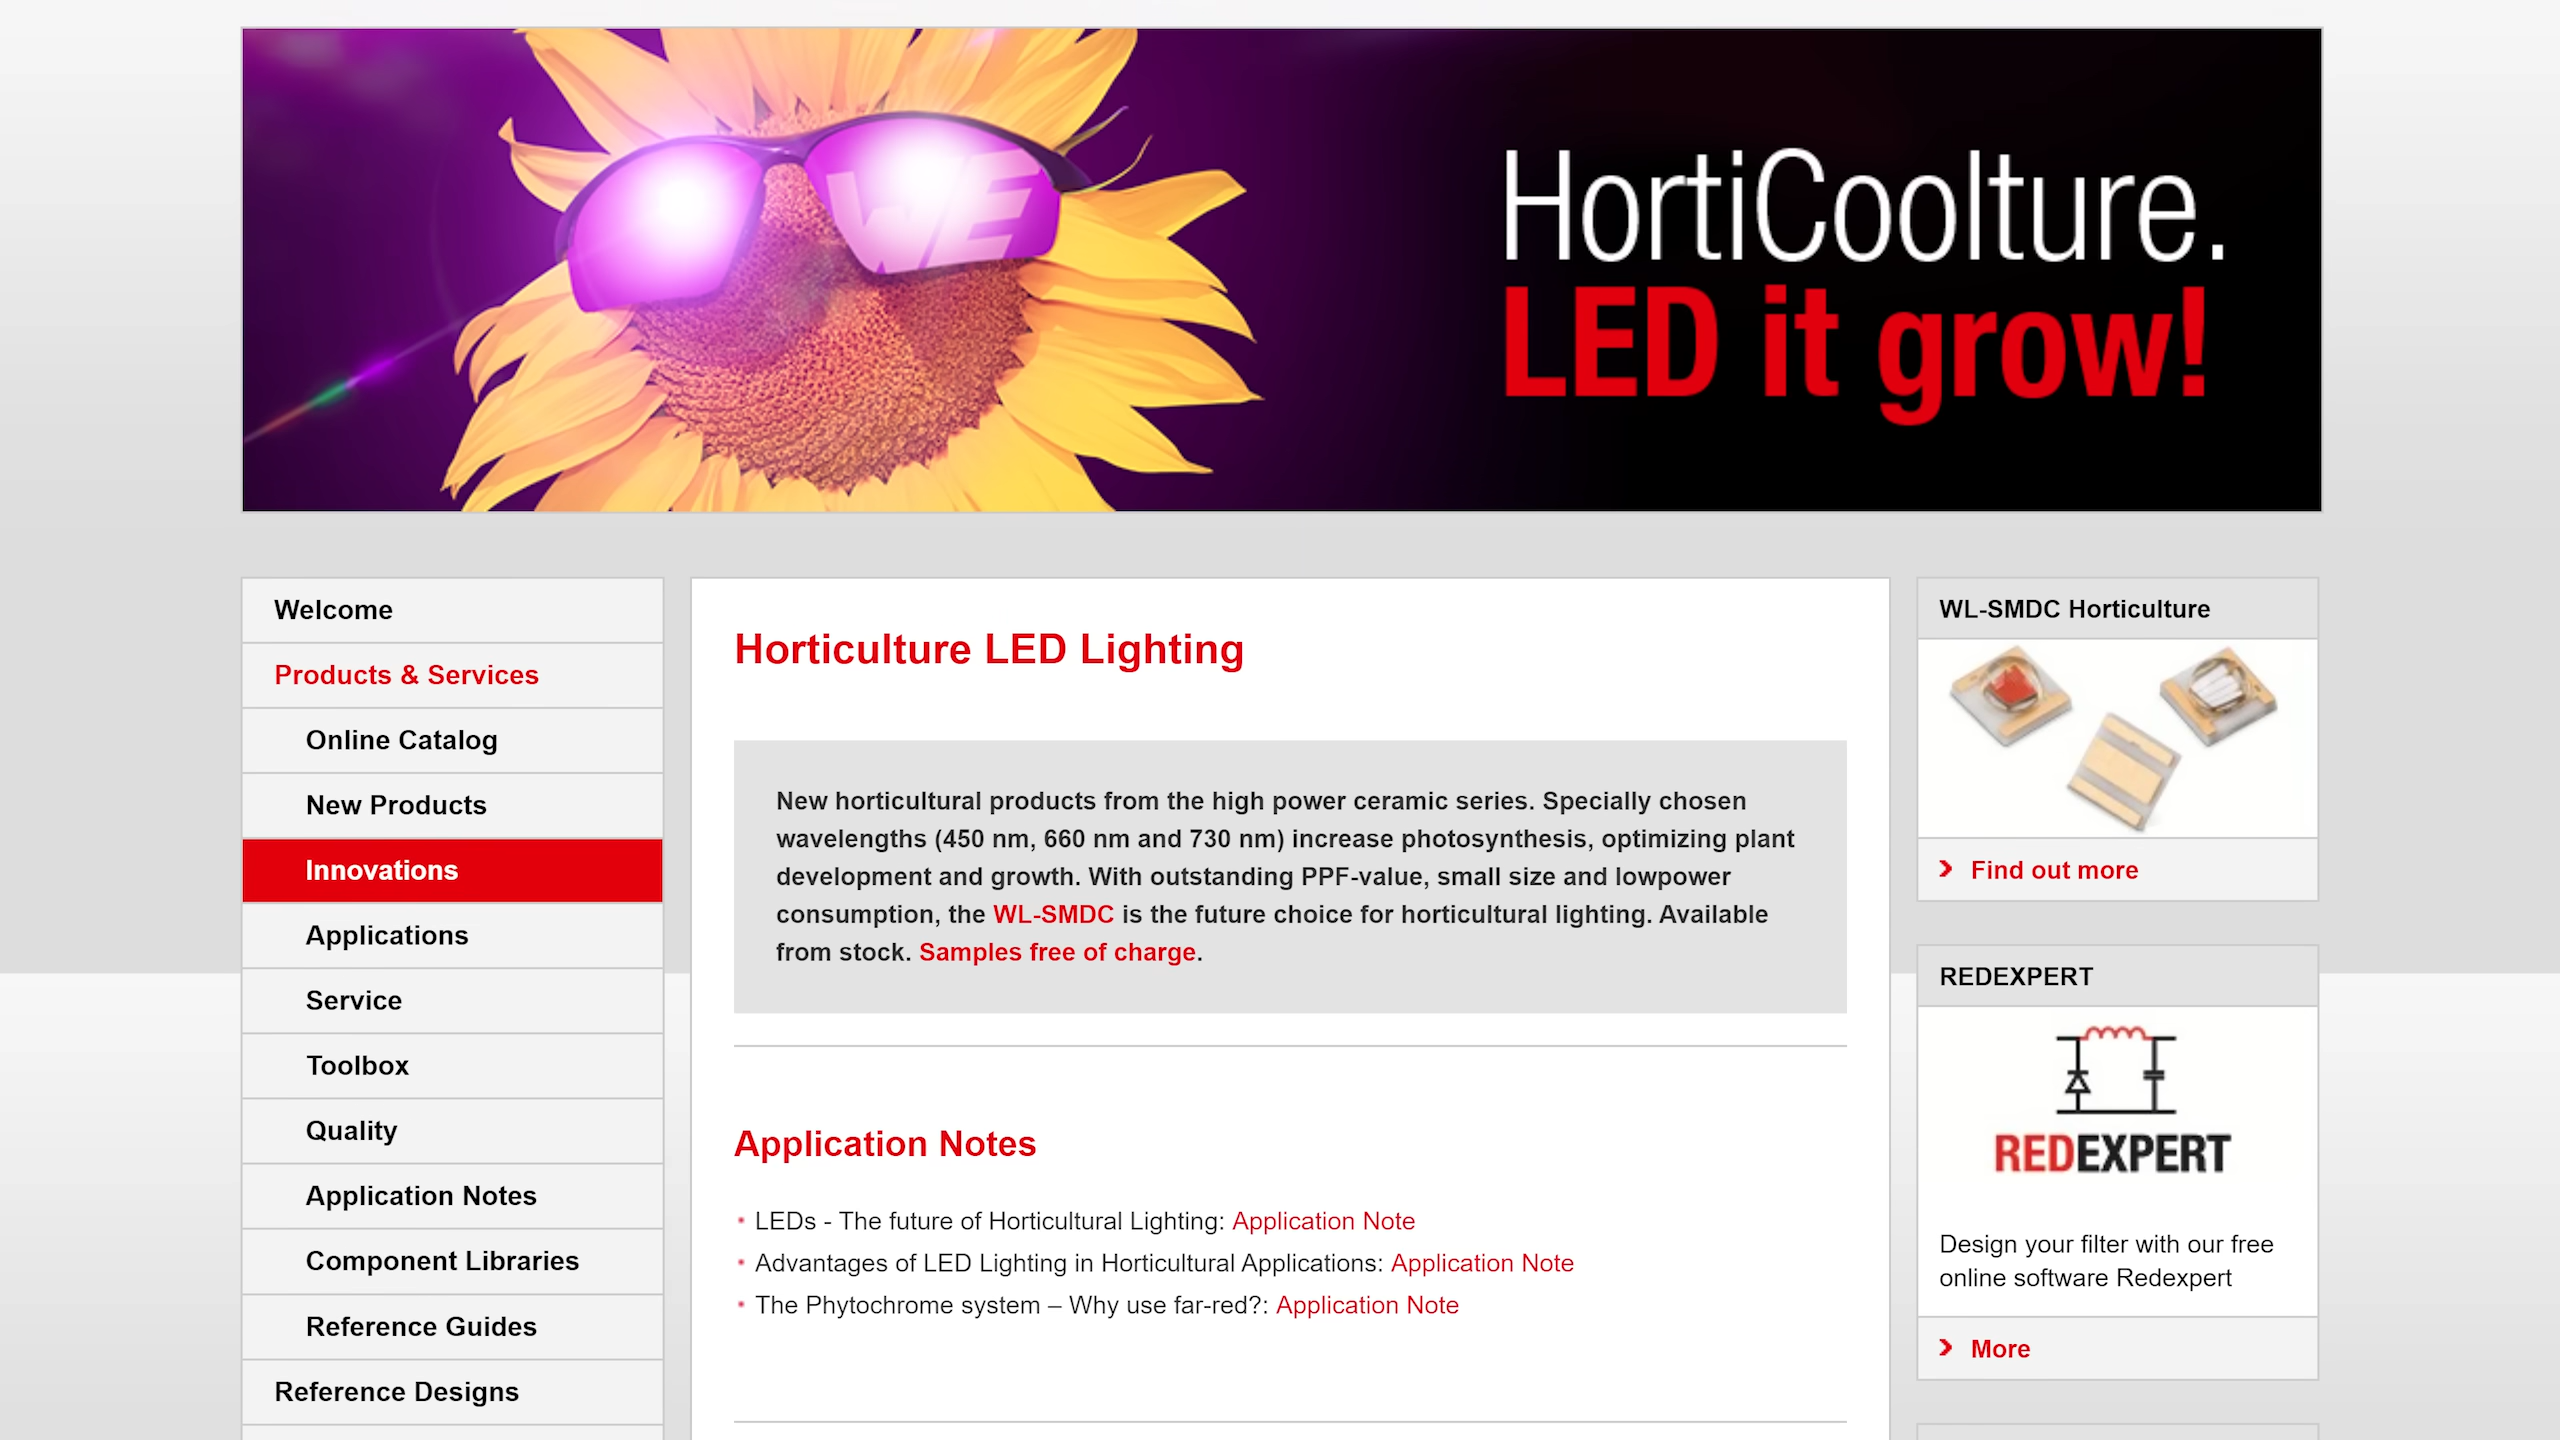 WE
HortiCoolture.
LED it grow!
Welcome
Products & Services
Online Catalog
New Products
Innovations
Applications
Service
Toolbox
Quality
Application Notes
Component Libraries
Reference Guides
Reference Designs
Horticulture LED Lighting
New horticultural products from the high power ceramic series. Specially chosen
wavelengths (450 nm, 660 nm and 730 nm) increase photosynthesis, optimizing plant
development and growth. With outstanding PPF-value, small size and lowpower
consumption, the WL-SMDC is the future choice for horticultural lighting. Available
from stock. Samples free of charge.
Application Notes
• LEDs - The future of Horticultural Lighting: Application Note
• Advantages of LED Lighting in Horticultural Applications: Application Note
• The Phytochrome system – Why use far-red?: Application Note
WL-SMDC Horticulture
Find out more
REDEXPERT
REDEXPERT
Design your filter with our free
online software Redexpert
More